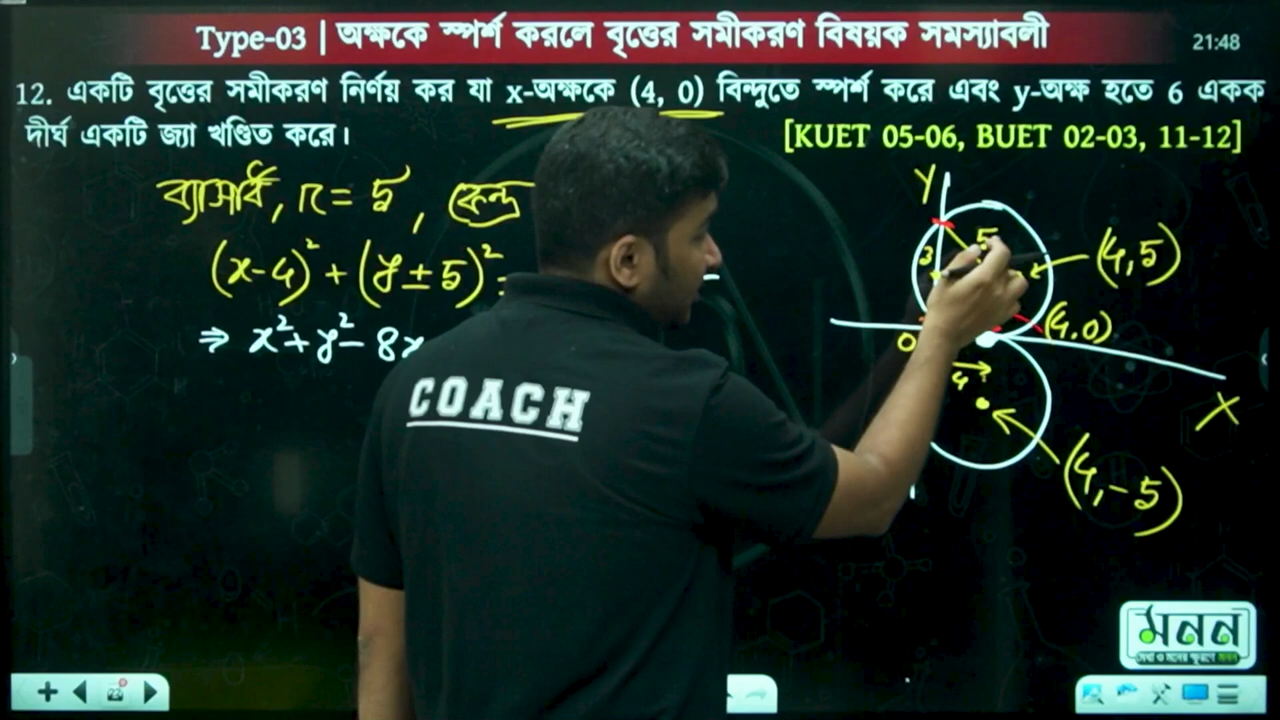 Type-03 | অক্ষকে স্পর্শ করলে বৃত্তের সমীকরণ বিষয়ক সমস্যাবলী
21:48
12. একটি বৃত্তের সমীকরণ নির্ণয় কর যা x-অক্ষকে (4, 0) বিন্দুতে স্পর্শ করে এবং y-অক্ষ হতে 6 একক
দীর্ঘ একটি জ্যা খণ্ডিত করে।
[KUET 05-06, BUET 02-03, 11-12]
ব্যাসার্ধ, r = 5, কেন্দ্র
(x-4)² + (y ± 5)² =
⇒ x² + y² - 8x
Y
5
3
(4,5)
(4.0)
0
4
X
(4,-5)
COACH
মনন